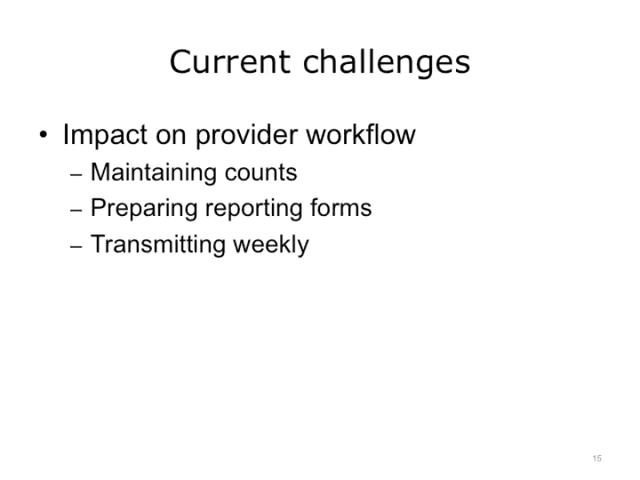 Current challenges
• Impact on provider workflow
– Maintaining counts
– Preparing reporting forms
– Transmitting weekly
15